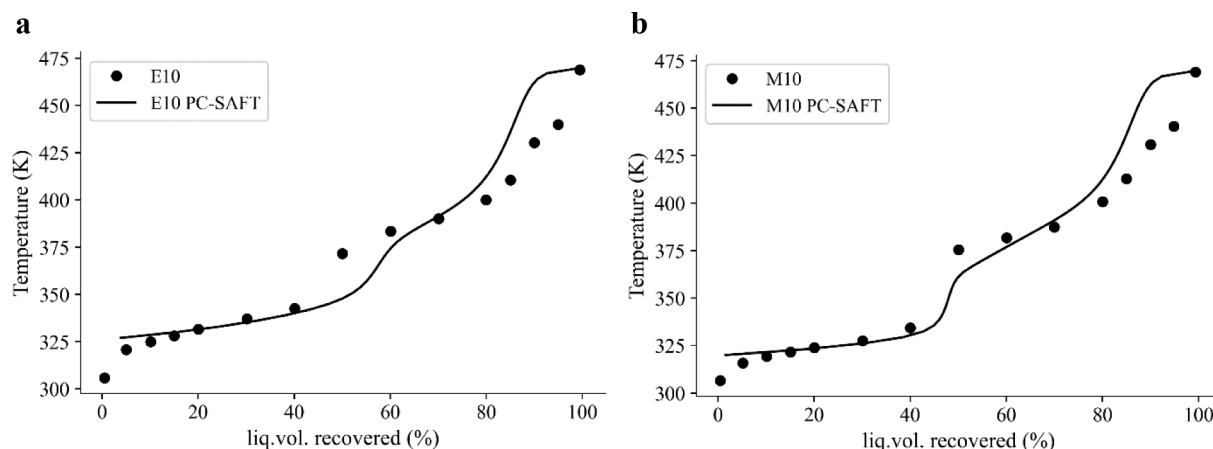 a
475
450
425
400
375
350
325
300
Temperature (K)
E10
E10 PC-SAFT
0
20
40
60
80
100
liq.vol. recovered (%)
b
475
450
425
400
375
350
325
300
Temperature (K)
M10
M10 PC-SAFT
0
20
40
60
80
100
liq.vol. recovered (%)